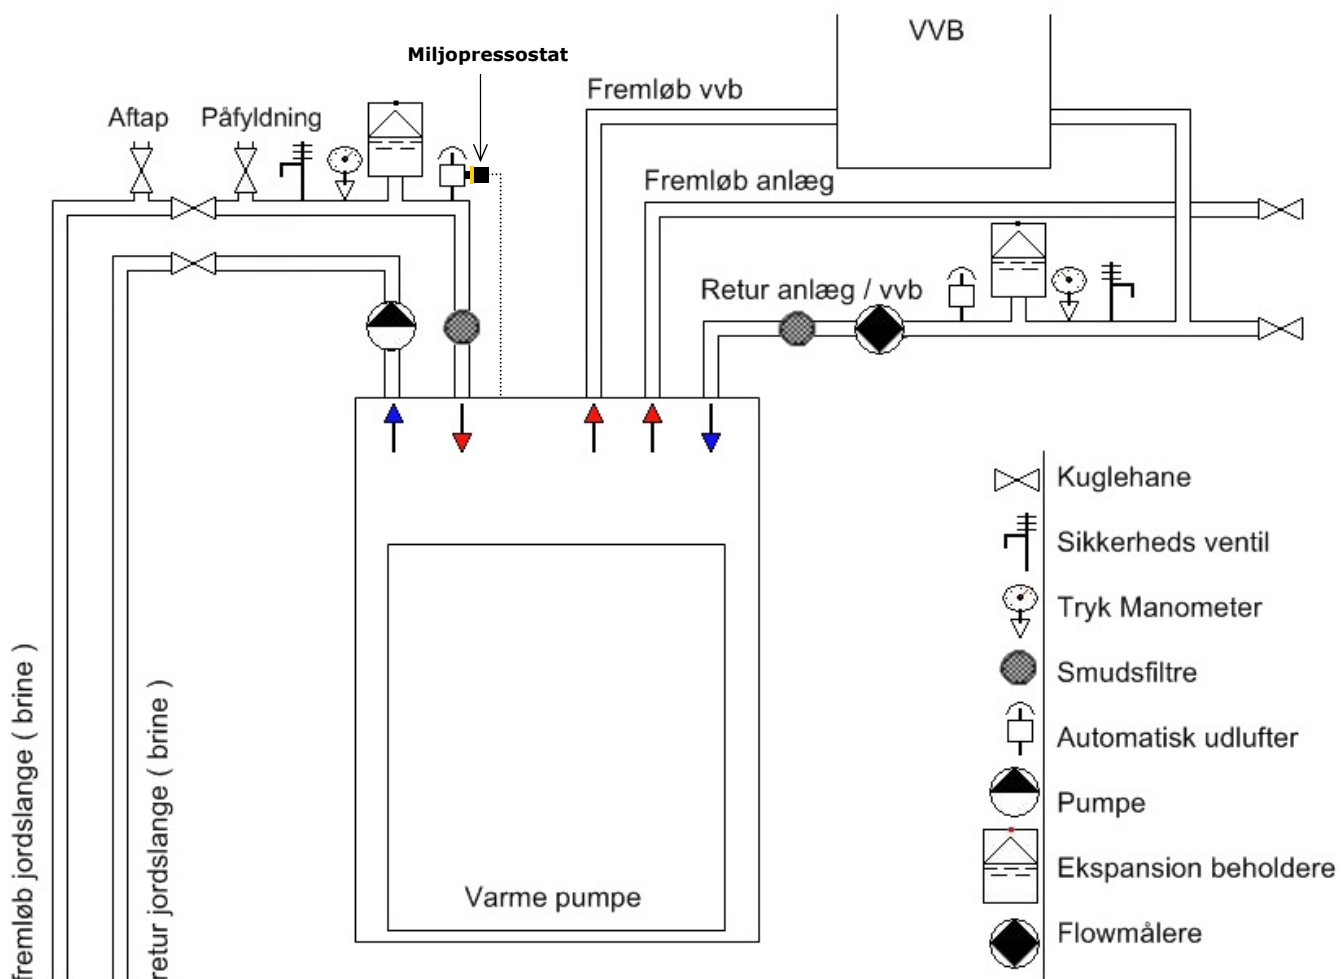 VVB
Miljopressostat
Fremløb vvb
Aftap
Påfyldning
Fremløb anlæg
Retur anlæg / vvb
Kuglehane
Sikkerheds ventil
Tryk Manometer
Smudsfiltre
Automatisk udlufter
Pumpe
Ekspansion beholdere
Flowmålere
Varme pumpe
fremløb jordslange ( brine )
retur jordslange ( brine )